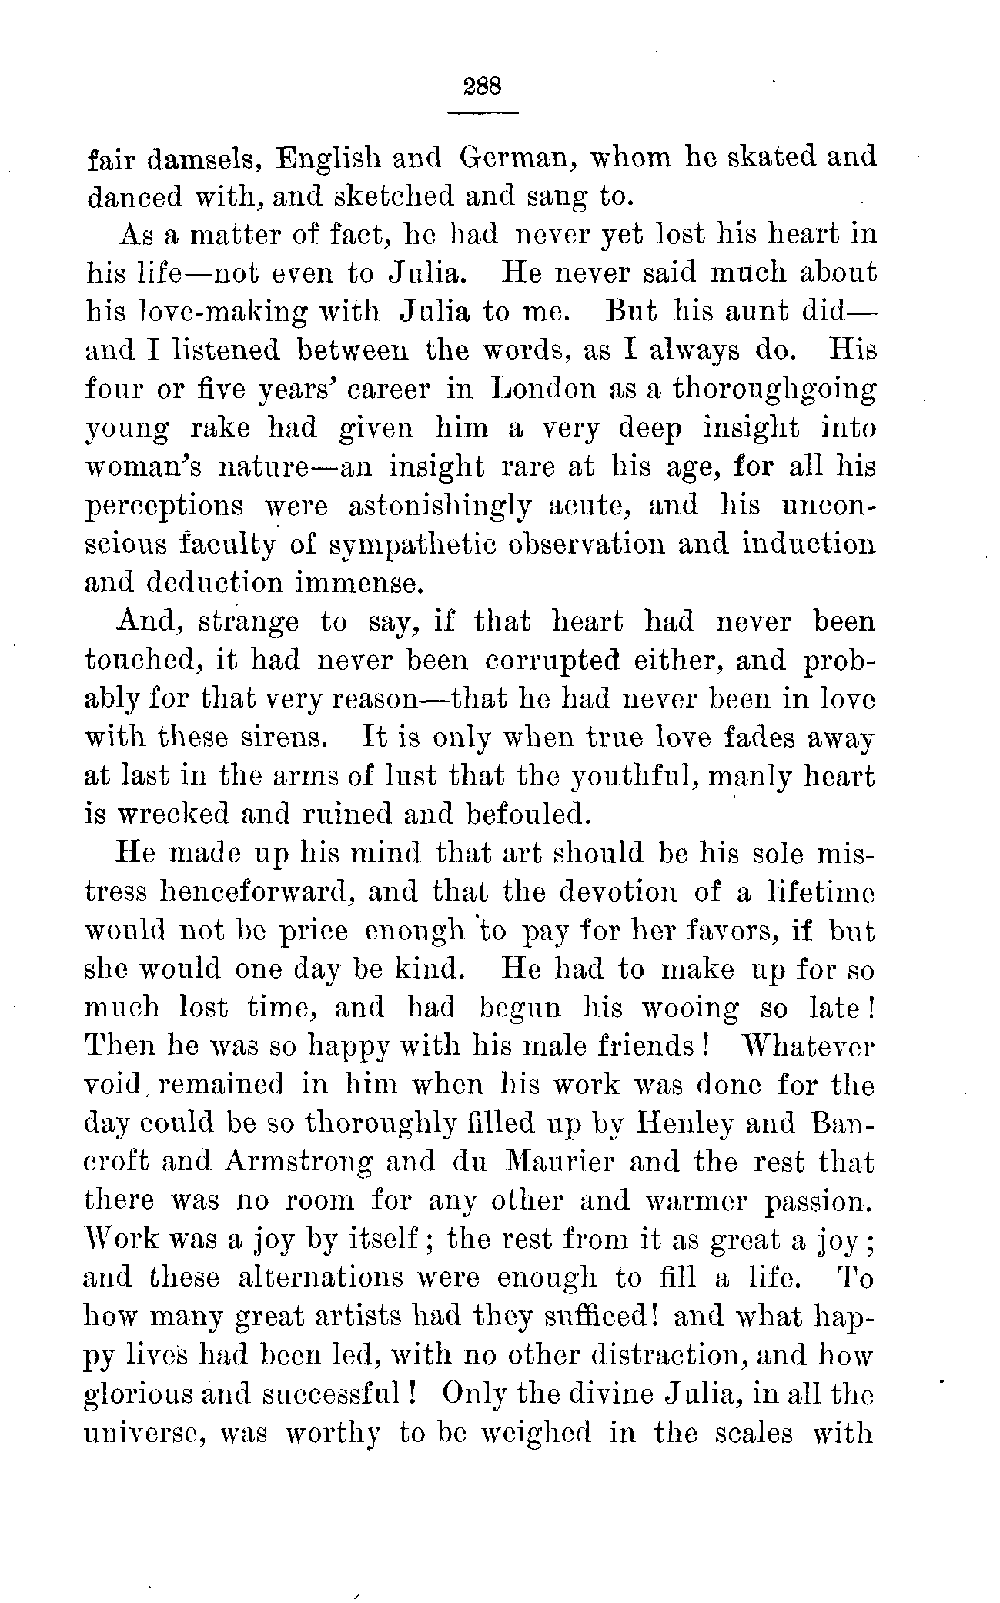 288
fair damsels, English and German, whom he skated and
danced with, and sketched and sang to.
As a matter of fact, he had never yet lost his heart in
his life—not even to Julia. He never said much about
his love-making with Julia to me. But his aunt did—
and I listened between the words, as I always do. His
four or five years’ career in London as a thoroughgoing
young rake had given him a very deep insight into
woman’s nature—an insight rare at his age, for all his
perceptions were astonishingly acute, and his uncon-
scious faculty of sympathetic observation and induction
and deduction immense.
And, strange to say, if that heart had never been
touched, it had never been corrupted either, and prob-
ably for that very reason—that he had never been in love
with these sirens. It is only when true love fades away
at last in the arms of lust that the youthful, manly heart
is wrecked and ruined and befouled.
He made up his mind that art should be his sole mis-
tress henceforward, and that the devotion of a lifetime
would not be price enough to pay for her favors, if but
she would one day be kind. He had to make up for so
much lost time, and had begun his wooing so late!
Then he was so happy with his male friends! Whatever
void remained in him when his work was done for the
day could be so thoroughly filled up by Henley and Ban-
croft and Armstrong and du Maurier and the rest that
there was no room for any other and warmer passion.
Work was a joy by itself; the rest from it as great a joy;
and these alternations were enough to fill a life. To
how many great artists had they sufficed! and what hap-
py lives had been led, with no other distraction, and how
glorious and successful! Only the divine Julia, in all the
universe, was worthy to be weighed in the scales with